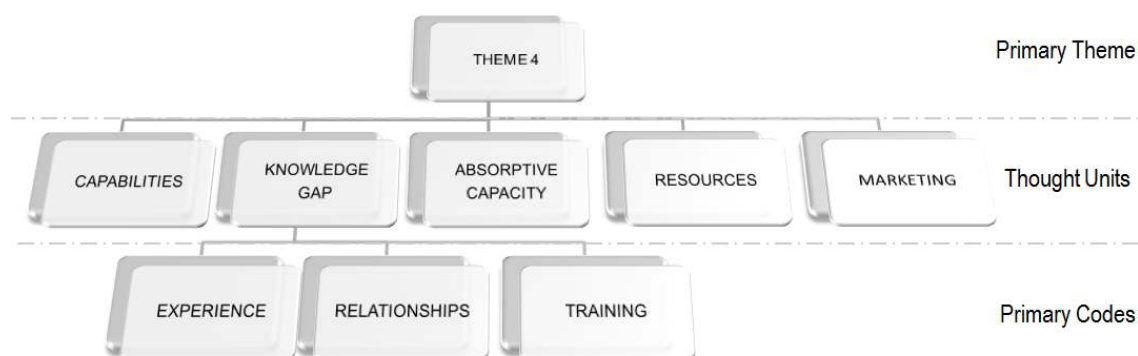 THEME 4
Primary Theme
CAPABILITIES
KNOWLEDGE
GAP
ABSORPTIVE
CAPACITY
RESOURCES
MARKETING
Thought Units
EXPERIENCE
RELATIONSHIPS
TRAINING
Primary Codes